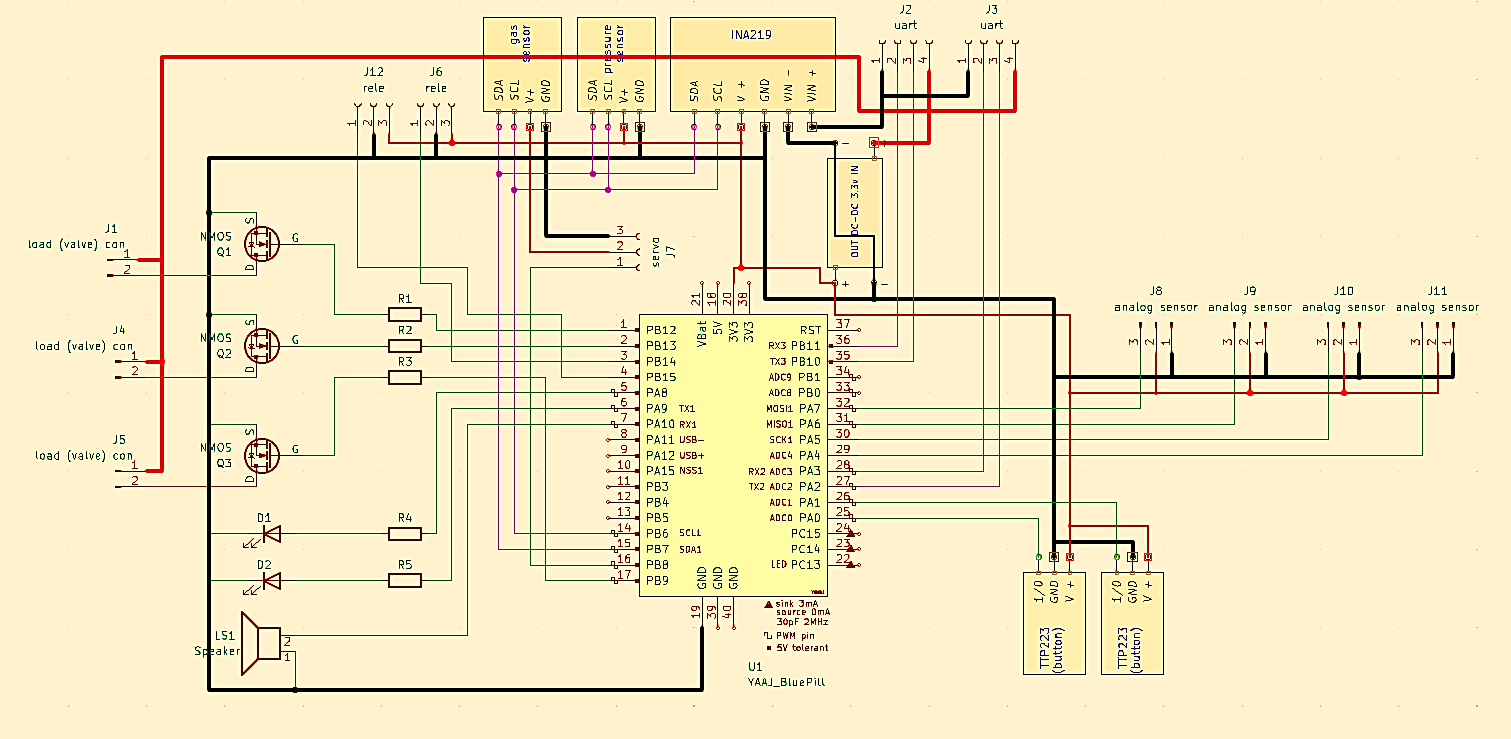 J2
uart
J3
uart
1
2
3
4
1
2
3
4
gas
sensor
SDA
SCL
V+
GND
pressure
sensor
SDA
SCL
V+
GND
INA219
SDA
SCL
V +
GND
VIN -
VIN +
J12
rele
J6
rele
1
2
3
1
2
3
-
OUT DC-DC 3.3v IN
+
-
3
2
1
servo
J7
J1
load (valve) con
1
2
NMOS
Q1
S
G
D
J4
load (valve) con
1
2
NMOS
Q2
S
G
D
J5
load (valve) con
1
2
NMOS
Q3
S
G
D
R1
R2
R3
D1
R4
D2
R5
LS1
Speaker
2
1
21
18
20
38
VBat
5V
3V3
3V3
1 PB12
2 PB13
3 PB14
4 PB15
5 PA8
6 PA9 TX1
7 PA10 RX1
8 PA11 USB-
9 PA12 USB+
10 PA15 NSS1
11 PB3
12 PB4
13 PB5
14 PB6 SCL1
15 PB7 SDA1
16 PB8
17 PB9
RST 37
RX3 PB11 36
TX3 PB10 35
ADC9 PB1 34
ADC8 PB0 33
MOSI1 PA7 32
MISO1 PA6 31
SCK1 PA5 30
ADC4 PA4 29
RX2 ADC3 PA3 28
TX2 ADC2 PA2 27
ADC1 PA1 26
ADC0 PA0 25
PC15 24
PC14 23
LED PC13 22
GND
GND
GND
19
39
40
YAAJ
sink 3mA
source 0mA
30pF 2MHz
PWM pin
5V tolerant
U1
YAAJ_BluePill
J8
analog sensor
3
2
1
J9
analog sensor
3
2
1
J10
analog sensor
3
2
1
J11
analog sensor
3
2
1
I/O
GND
V +
TTP223
(button)
I/O
GND
V +
TTP223
(button)